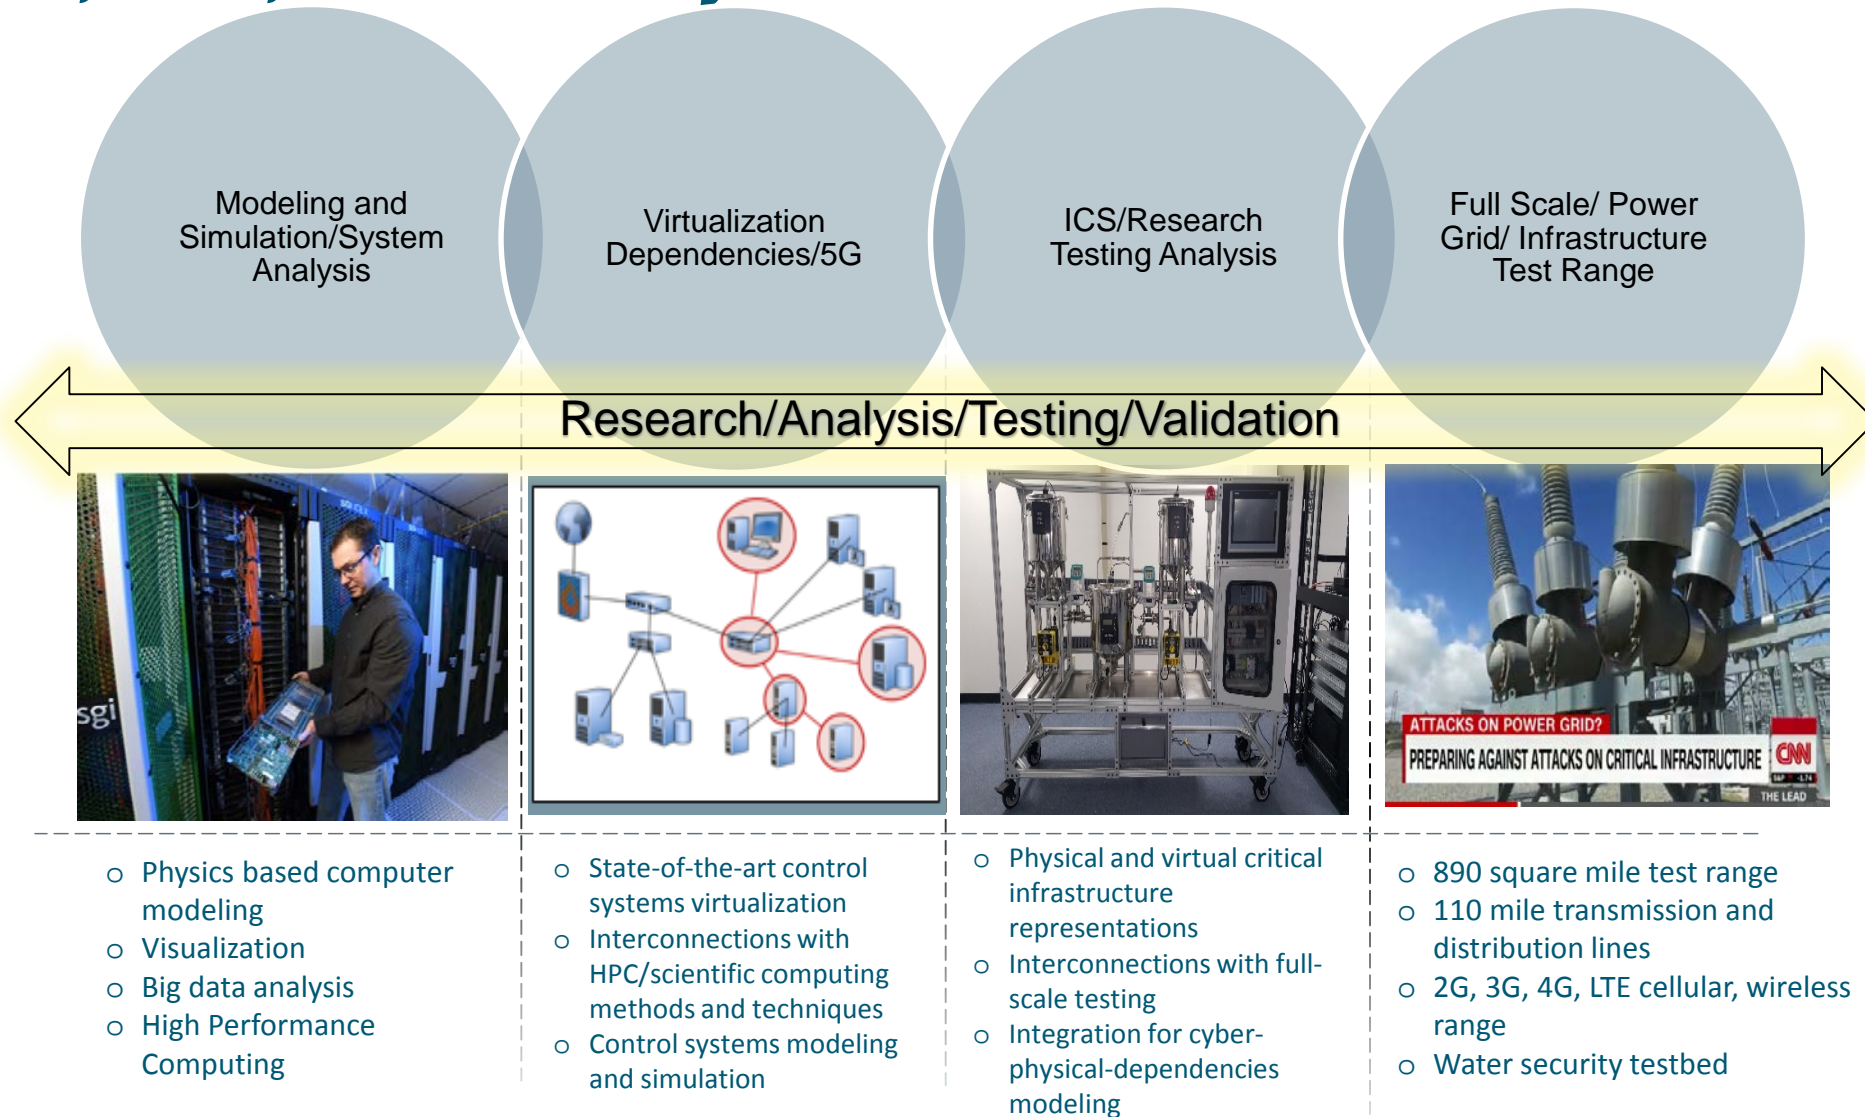 Modeling and
Simulation/System
Analysis
Virtualization
Dependencies/5G
ICS/Research
Testing Analysis
Full Scale/ Power
Grid/ Infrastructure
Test Range
Research/Analysis/Testing/Validation
sgi
ATTACKS ON POWER GRID?
PREPARING AGAINST ATTACKS ON CRITICAL INFRASTRUCTURE
CNN
S&P -1.74
THE LEAD
o Physics based computer
modeling
o Visualization
o Big data analysis
o High Performance
Computing
o State-of-the-art control
systems virtualization
o Interconnections with
HPC/scientific computing
methods and techniques
o Control systems modeling
and simulation
o Physical and virtual critical
infrastructure
representations
o Interconnections with full-
scale testing
o Integration for cyber-
physical-dependencies
modeling
o 890 square mile test range
o 110 mile transmission and
distribution lines
o 2G, 3G, 4G, LTE cellular, wireless
range
o Water security testbed